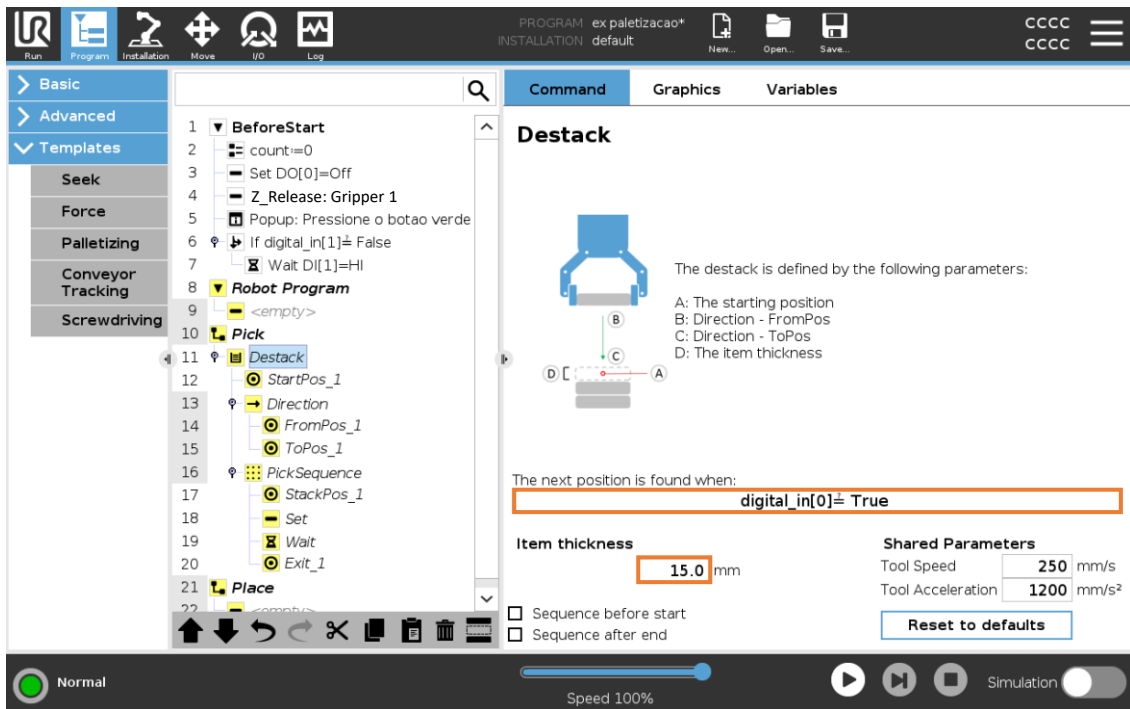 PROGRAM ex paletizacao*
INSTALLATION default
CCCC
CCCC
Run Program Installation Move I/O Log New... Open... Save...
Basic
Advanced
Templates
Seek
Force
Palletizing
Conveyor
Tracking
Screwdriving
1 BeforeStart
2 count:=0
3 Set DO[0]=Off
4 Z_Release: Gripper 1
5 Popup: Pressione o botao verde
6 If digital_in[1]≟ False
7 Wait DI[1]=HI
8 Robot Program
9 <empty>
10 Pick
11 Destack
12 StartPos_1
13 Direction
14 FromPos_1
15 ToPos_1
16 PickSequence
17 StackPos_1
18 Set
19 Wait
20 Exit_1
21 Place
22 <empty>
Command Graphics Variables
Destack
The destack is defined by the following parameters:
A: The starting position
B: Direction - FromPos
C: Direction - ToPos
D: The item thickness
B
C
D
A
The next position is found when:
digital_in[0]≟ True
Item thickness
15.0 mm
Sequence before start
Sequence after end
Shared Parameters
Tool Speed 250 mm/s
Tool Acceleration 1200 mm/s²
Reset to defaults
Normal
Speed 100%
Simulation